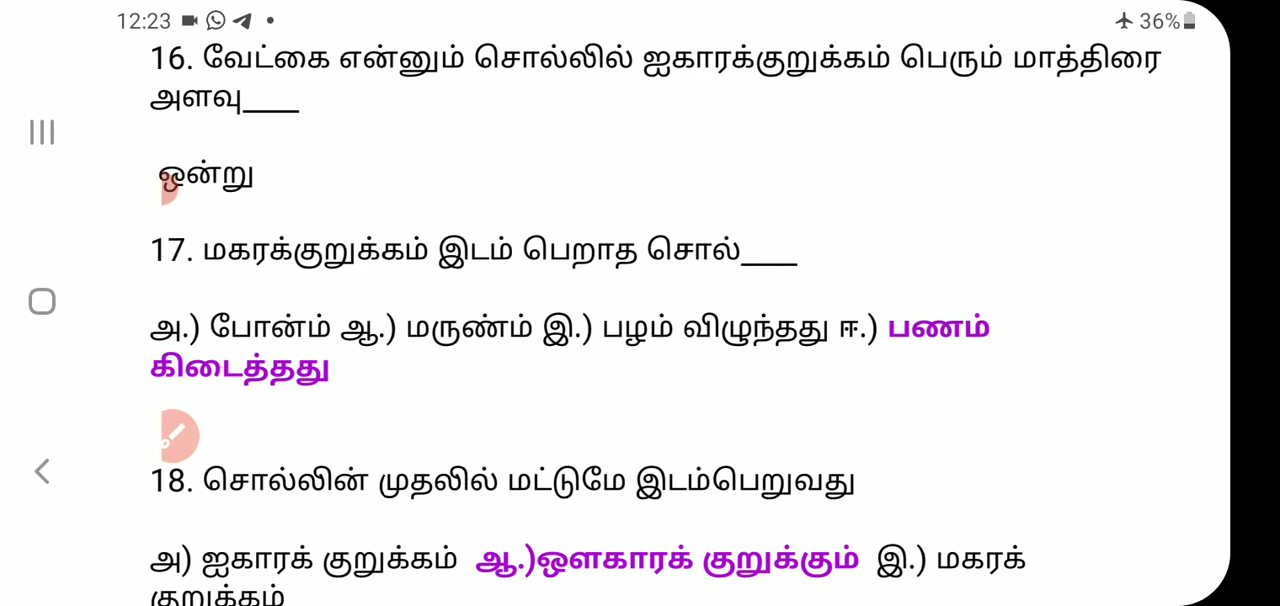 12:23
36%
16. வேட்கை என்னும் சொல்லில் ஐகாரக்குறுக்கம் பெரும் மாத்திரை
அளவு____
ஒன்று
17. மகரக்குறுக்கம் இடம் பெறாத சொல்____
அ.) போன்ம் ஆ.) மருண்ம் இ.) பழம் விழுந்தது ஈ.) பணம்
கிடைத்தது
18. சொல்லின் முதலில் மட்டுமே இடம்பெறுவது
அ) ஐகாரக் குறுக்கம் ஆ.)ஔகாரக் குறுக்கும் இ.) மகரக்
குறுக்கம்